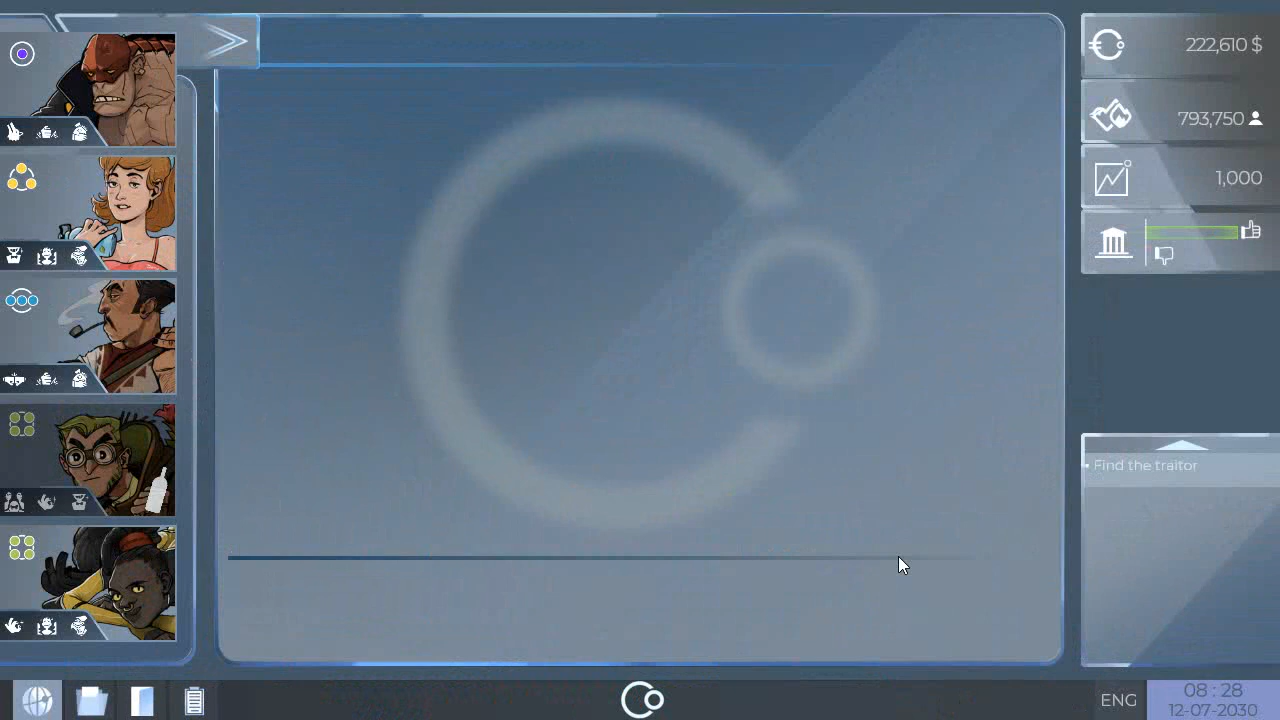 222,610 $
793,750
1,000
Find the traitor
ENG
08 : 28
12-07-2030